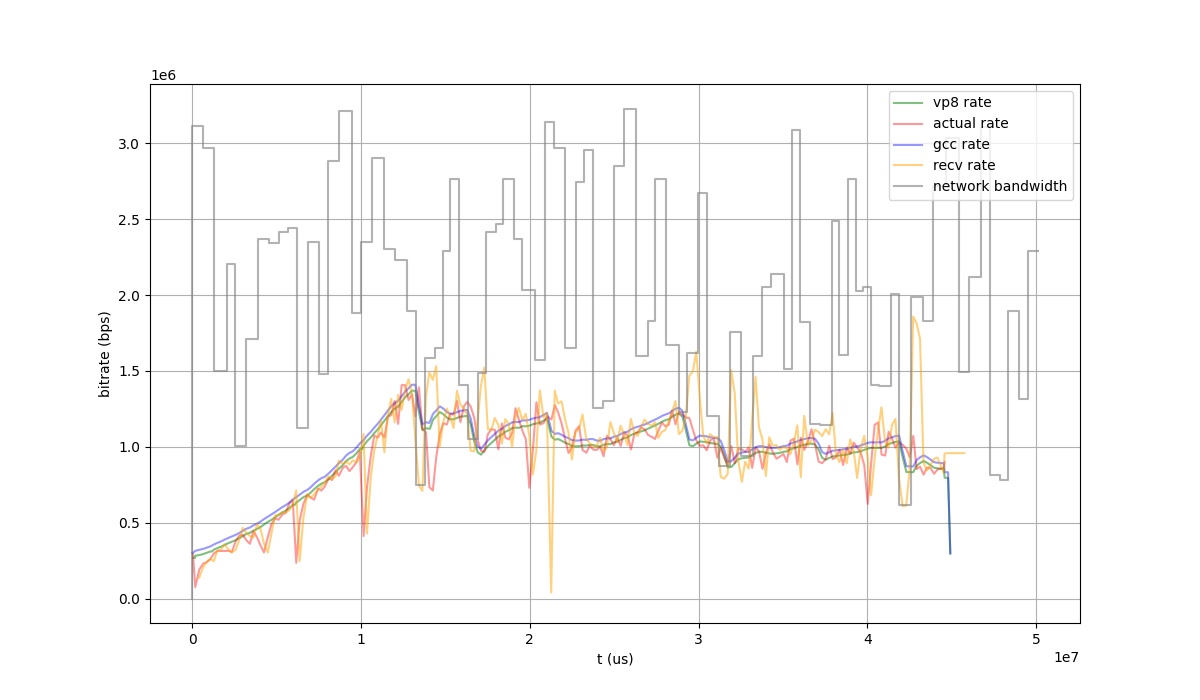 1e6
3.0
2.5
2.0
1.5
1.0
0.5
0.0
bitrate (bps)
vp8 rate
actual rate
gcc rate
recv rate
network bandwidth
0 1 2 3 4 5
t (us)
1e7